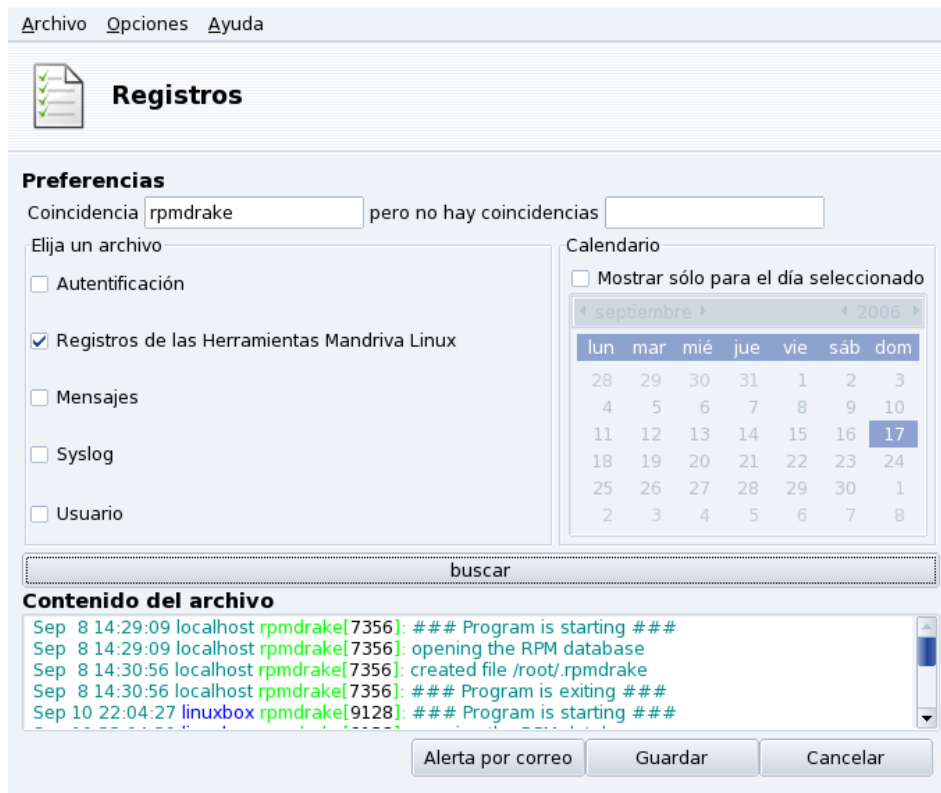 Archivo Opciones Ayuda
Registros
Preferencias
Coincidencia rpmdrake pero no hay coincidencias
Elija un archivo
Autentificación
Registros de las Herramientas Mandriva Linux
Mensajes
Syslog
Usuario
Calendario
Mostrar sólo para el día seleccionado
septiembre 2006
lun mar mié jue vie sáb dom
28 29 30 31 1 2 3
4 5 6 7 8 9 10
11 12 13 14 15 16 17
18 19 20 21 22 23 24
25 26 27 28 29 30 1
2 3 4 5 6 7 8
buscar
Contenido del archivo
Sep 8 14:29:09 localhost rpmdrake[7356]: ### Program is starting ###
Sep 8 14:29:09 localhost rpmdrake[7356]: opening the RPM database
Sep 8 14:30:56 localhost rpmdrake[7356]: created file /root/.rpmdrake
Sep 8 14:30:56 localhost rpmdrake[7356]: ### Program is exiting ###
Sep 10 22:04:27 linuxbox rpmdrake[9128]: ### Program is starting ###
Alerta por correo Guardar Cancelar